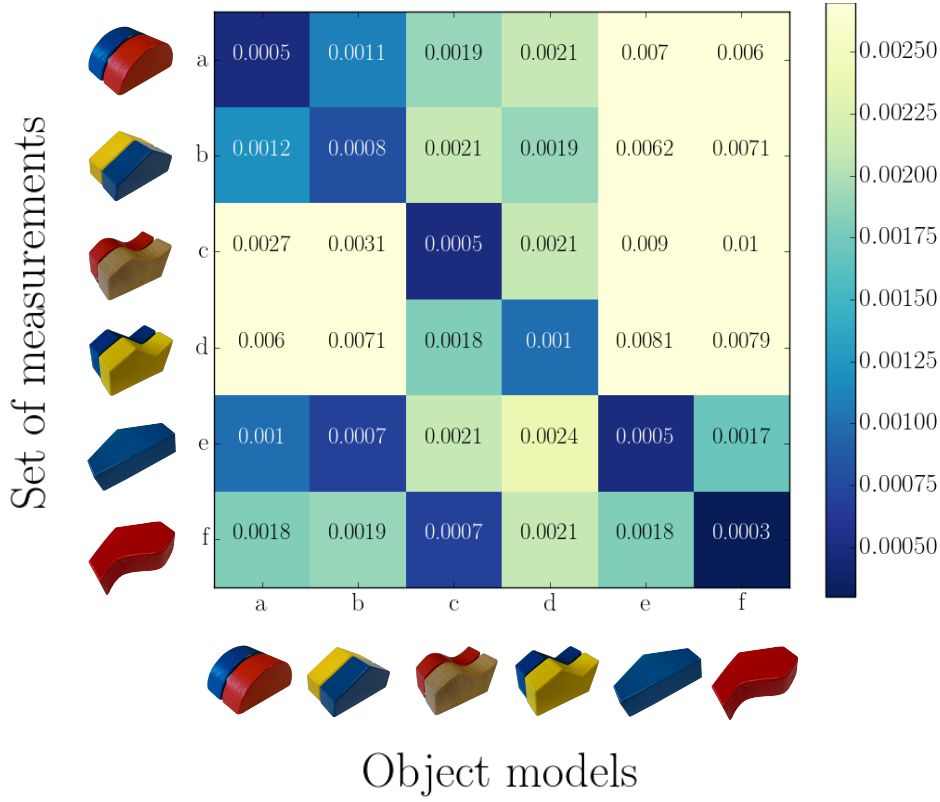 Set of measurements
a 0.0005 0.0011 0.0019 0.0021 0.007 0.006
b 0.0012 0.0008 0.0021 0.0019 0.0062 0.0071
c 0.0027 0.0031 0.0005 0.0021 0.009 0.01
d 0.006 0.0071 0.0018 0.001 0.0081 0.0079
e 0.001 0.0007 0.0021 0.0024 0.0005 0.0017
f 0.0018 0.0019 0.0007 0.0021 0.0018 0.0003
a b c d e f
Object models
0.00250
0.00225
0.00200
0.00175
0.00150
0.00125
0.00100
0.00075
0.00050